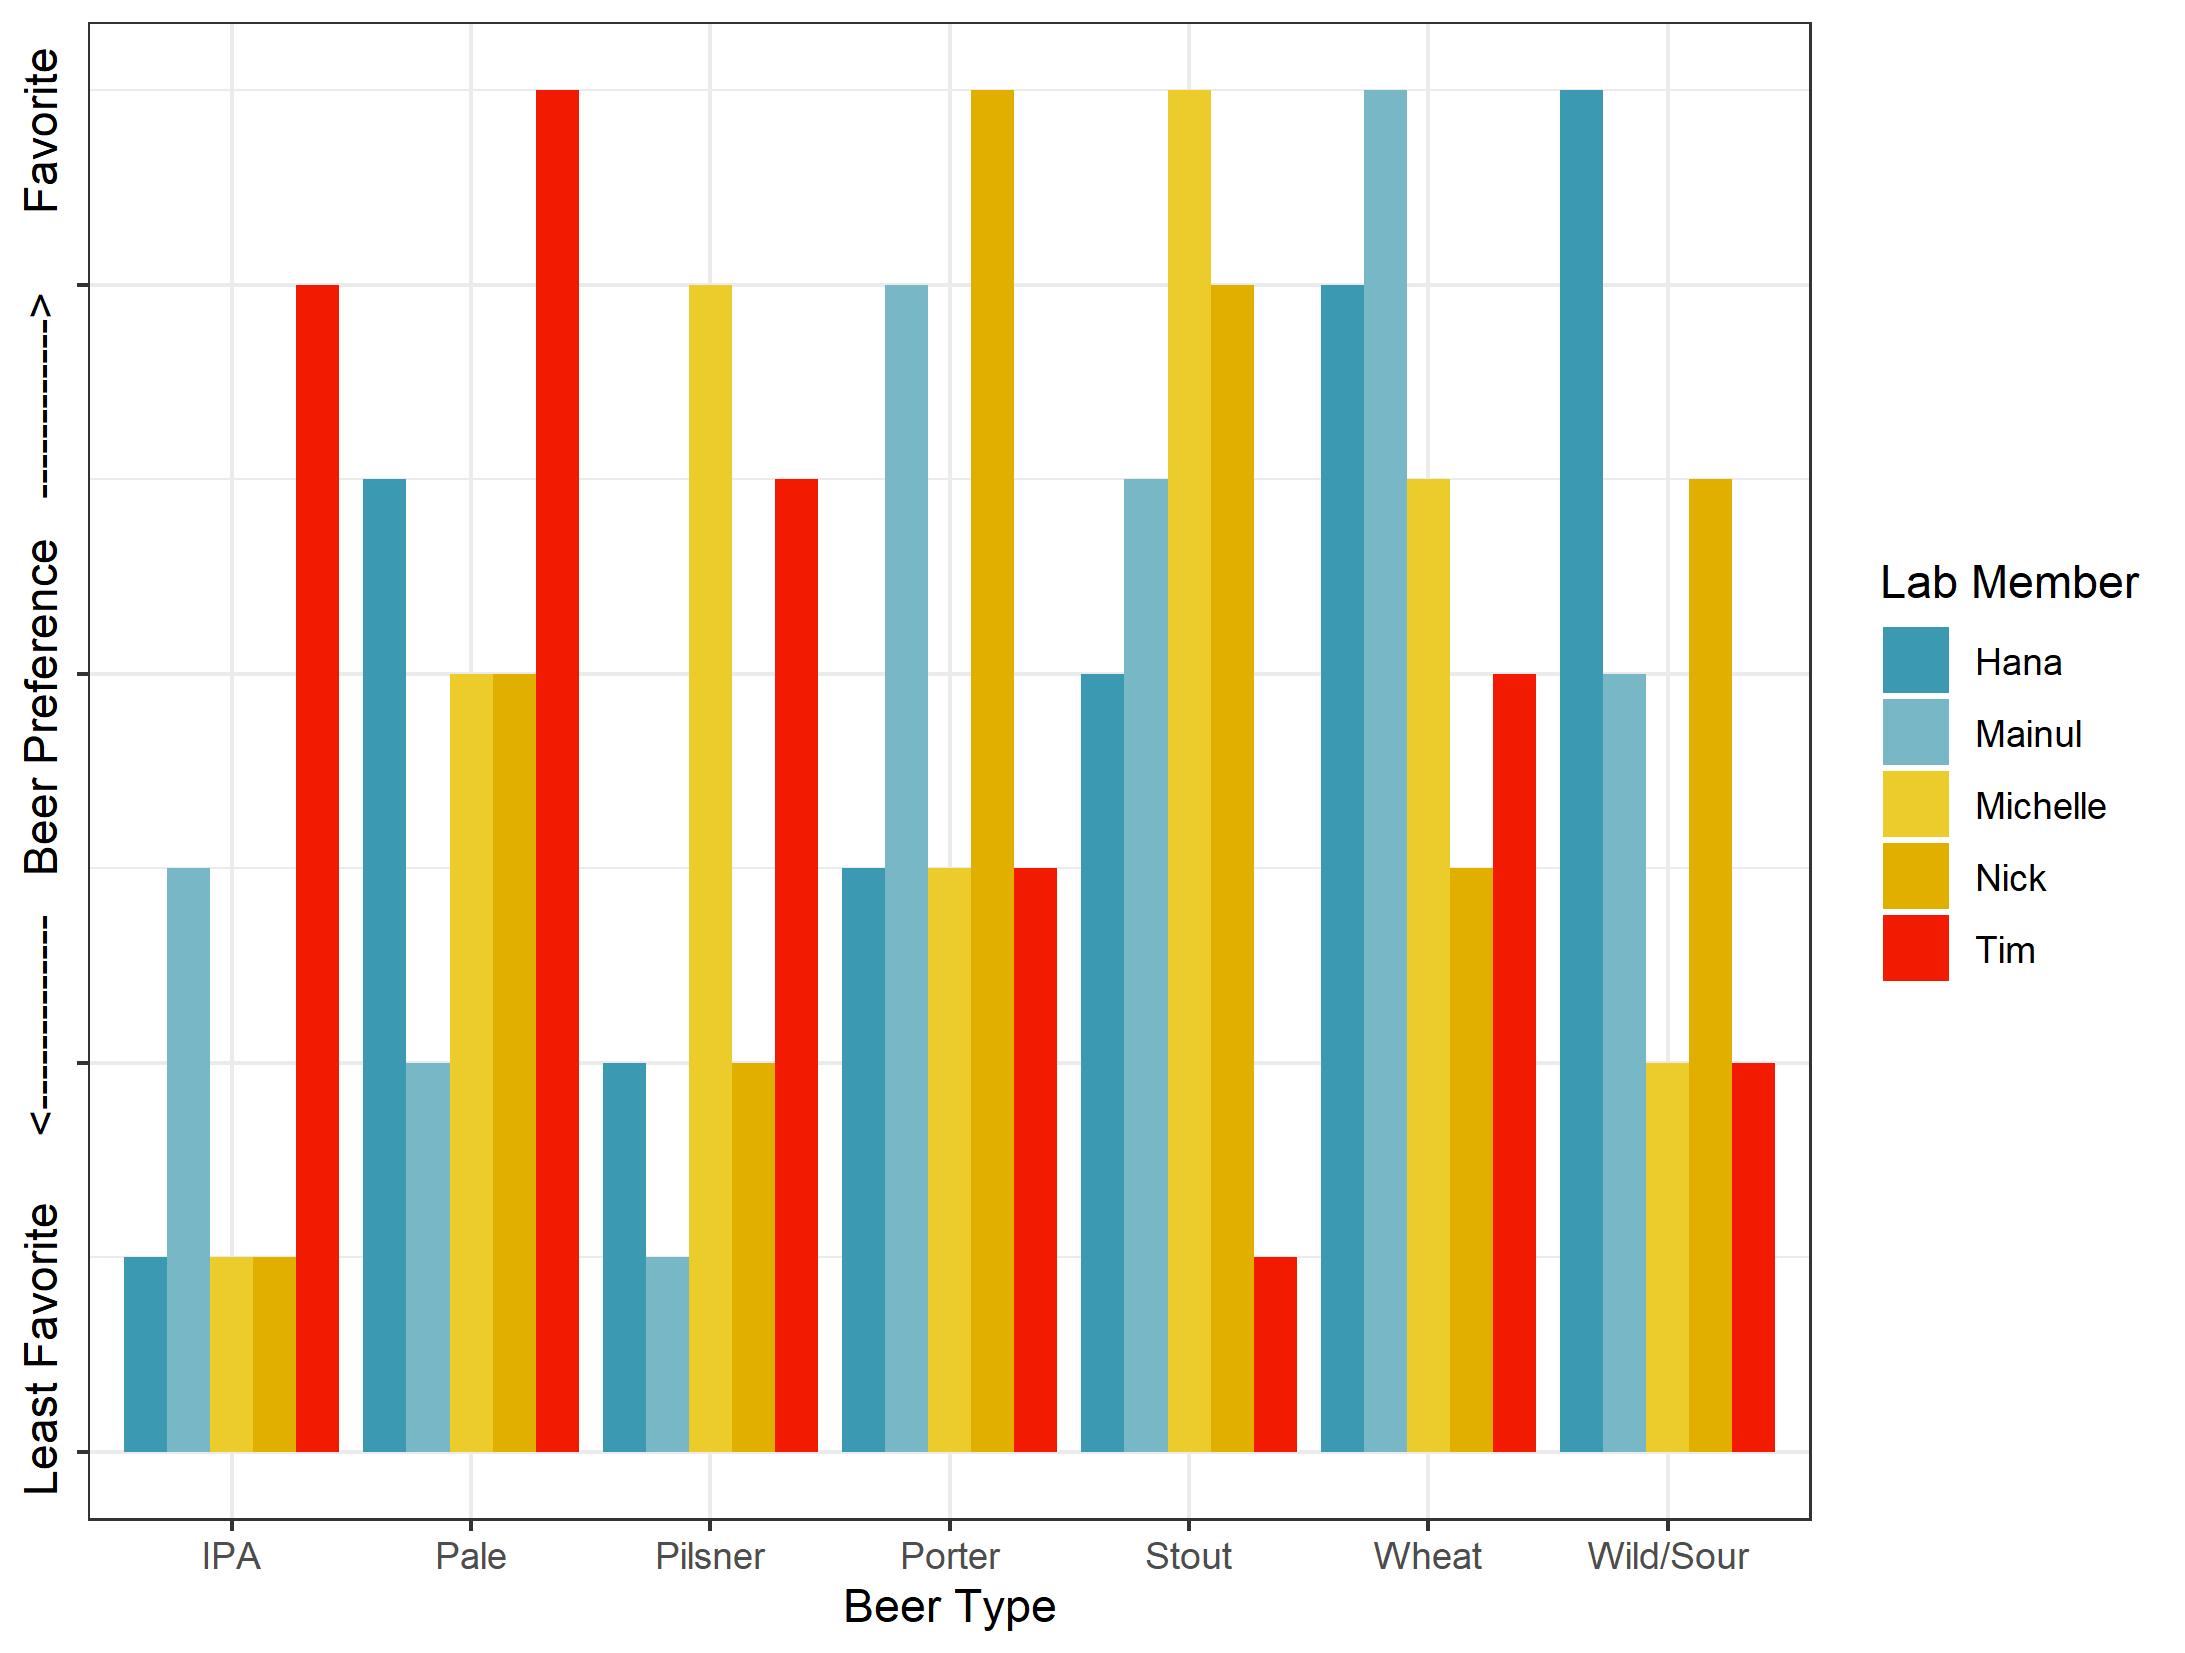 Least Favorite <------------ Beer Preference ------------> Favorite
IPA
Pale
Pilsner
Porter
Stout
Wheat
Wild/Sour
Beer Type
Lab Member
Hana
Mainul
Michelle
Nick
Tim